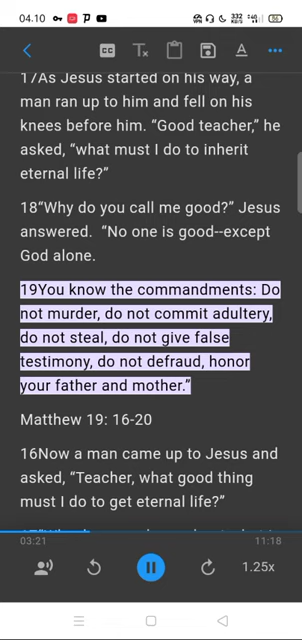 04.10
332 KB/S
17As Jesus started on his way, a
man ran up to him and fell on his
knees before him. “Good teacher,” he
asked, “what must I do to inherit
eternal life?”
18“Why do you call me good?” Jesus
answered.  “No one is good--except
God alone.
19You know the commandments: Do
not murder, do not commit adultery,
do not steal, do not give false
testimony, do not defraud, honor
your father and mother.”
Matthew 19: 16-20
16Now a man came up to Jesus and
asked, “Teacher, what good thing
must I do to get eternal life?”
03:21
11:18
1.25x